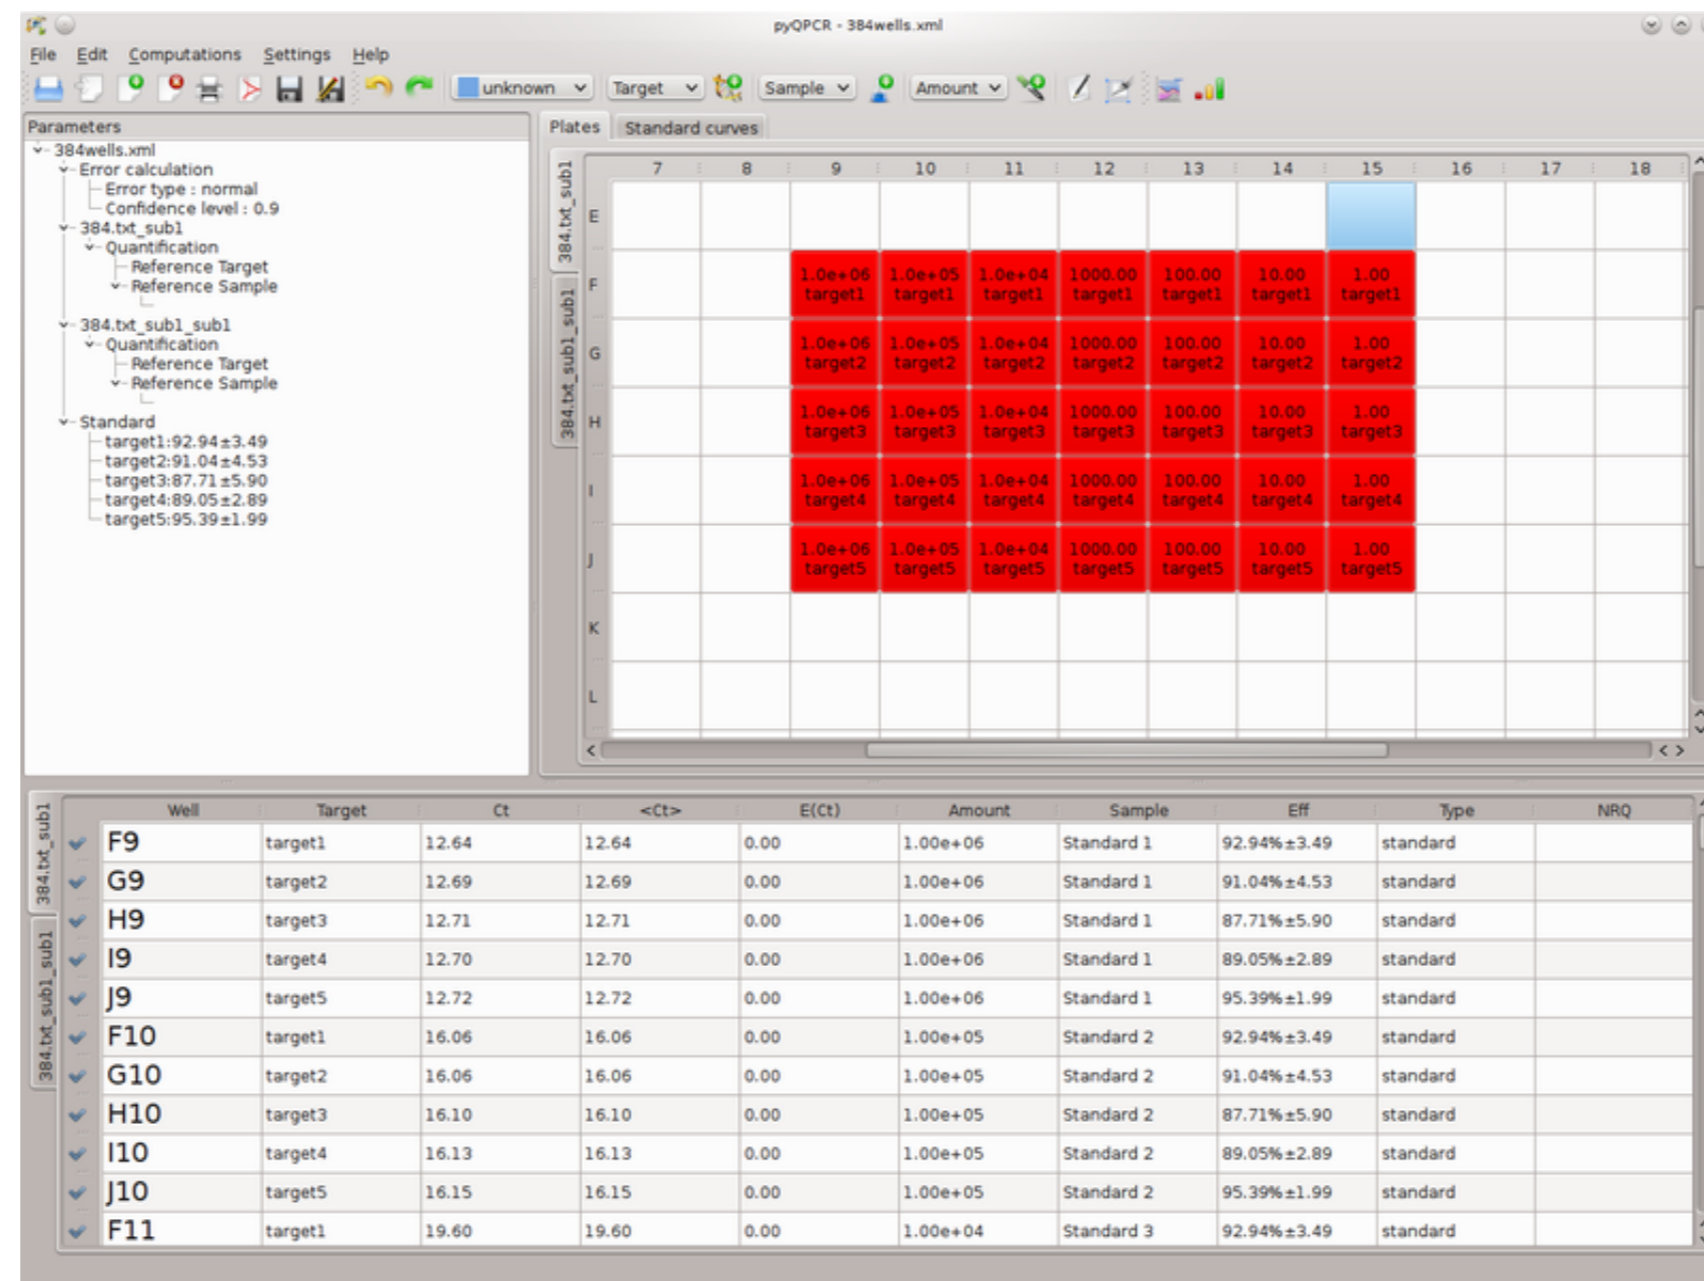 pyQPCR - 384wells.xml
File Edit Computations Settings Help
unknown Target Sample Amount
Parameters
384wells.xml
Error calculation
Error type : normal
Confidence level : 0.9
384.txt_sub1
Quantification
Reference Target
Reference Sample
384.txt_sub1_sub1
Quantification
Reference Target
Reference Sample
Standard
target1:92.94±3.49
target2:91.04±4.53
target3:87.71±5.90
target4:89.05±2.89
target5:95.39±1.99
Plates Standard curves
384.txt_sub1
384.txt_sub1_sub1
7 8 9 10 11 12 13 14 15 16 17 18
E
F
1.0e+06 1.0e+05 1.0e+04 1000.00 100.00 10.00 1.00
target1 target1 target1 target1 target1 target1 target1
G
1.0e+06 1.0e+05 1.0e+04 1000.00 100.00 10.00 1.00
target2 target2 target2 target2 target2 target2 target2
H
1.0e+06 1.0e+05 1.0e+04 1000.00 100.00 10.00 1.00
target3 target3 target3 target3 target3 target3 target3
I
1.0e+06 1.0e+05 1.0e+04 1000.00 100.00 10.00 1.00
target4 target4 target4 target4 target4 target4 target4
J
1.0e+06 1.0e+05 1.0e+04 1000.00 100.00 10.00 1.00
target5 target5 target5 target5 target5 target5 target5
K
L
384.txt_sub1
384.txt_sub1_sub1
Well Target Ct <Ct> E(Ct) Amount Sample Eff Type NRQ
F9 target1 12.64 12.64 0.00 1.00e+06 Standard 1 92.94%±3.49 standard
G9 target2 12.69 12.69 0.00 1.00e+06 Standard 1 91.04%±4.53 standard
H9 target3 12.71 12.71 0.00 1.00e+06 Standard 1 87.71%±5.90 standard
I9 target4 12.70 12.70 0.00 1.00e+06 Standard 1 89.05%±2.89 standard
J9 target5 12.72 12.72 0.00 1.00e+06 Standard 1 95.39%±1.99 standard
F10 target1 16.06 16.06 0.00 1.00e+05 Standard 2 92.94%±3.49 standard
G10 target2 16.06 16.06 0.00 1.00e+05 Standard 2 91.04%±4.53 standard
H10 target3 16.10 16.10 0.00 1.00e+05 Standard 2 87.71%±5.90 standard
I10 target4 16.13 16.13 0.00 1.00e+05 Standard 2 89.05%±2.89 standard
J10 target5 16.15 16.15 0.00 1.00e+05 Standard 2 95.39%±1.99 standard
F11 target1 19.60 19.60 0.00 1.00e+04 Standard 3 92.94%±3.49 standard